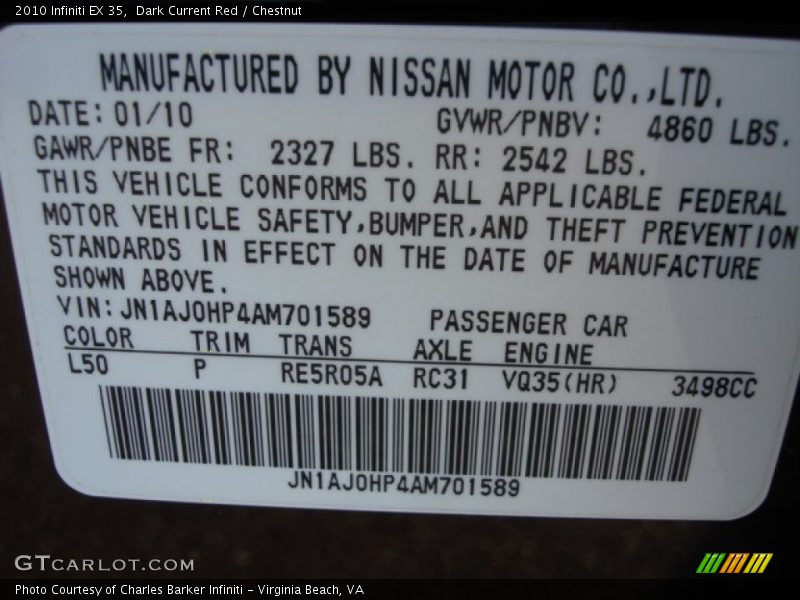 2010 Infiniti EX 35,  Dark Current Red / Chestnut
MANUFACTURED BY NISSAN MOTOR CO.,LTD.
DATE: 01/10 GVWR/PNBV: 4860 LBS.
GAWR/PNBE FR: 2327 LBS. RR: 2542 LBS.
THIS VEHICLE CONFORMS TO ALL APPLICABLE FEDERAL
MOTOR VEHICLE SAFETY,BUMPER,AND THEFT PREVENTION
STANDARDS IN EFFECT ON THE DATE OF MANUFACTURE
SHOWN ABOVE.
VIN: JN1AJ0HP4AM701589 PASSENGER CAR
COLOR TRIM TRANS AXLE ENGINE
L50 P RE5R05A RC31 VQ35(HR) 3498CC
JN1AJ0HP4AM701589
GTCARLOT.COM
Photo Courtesy of Charles Barker Infiniti - Virginia Beach, VA